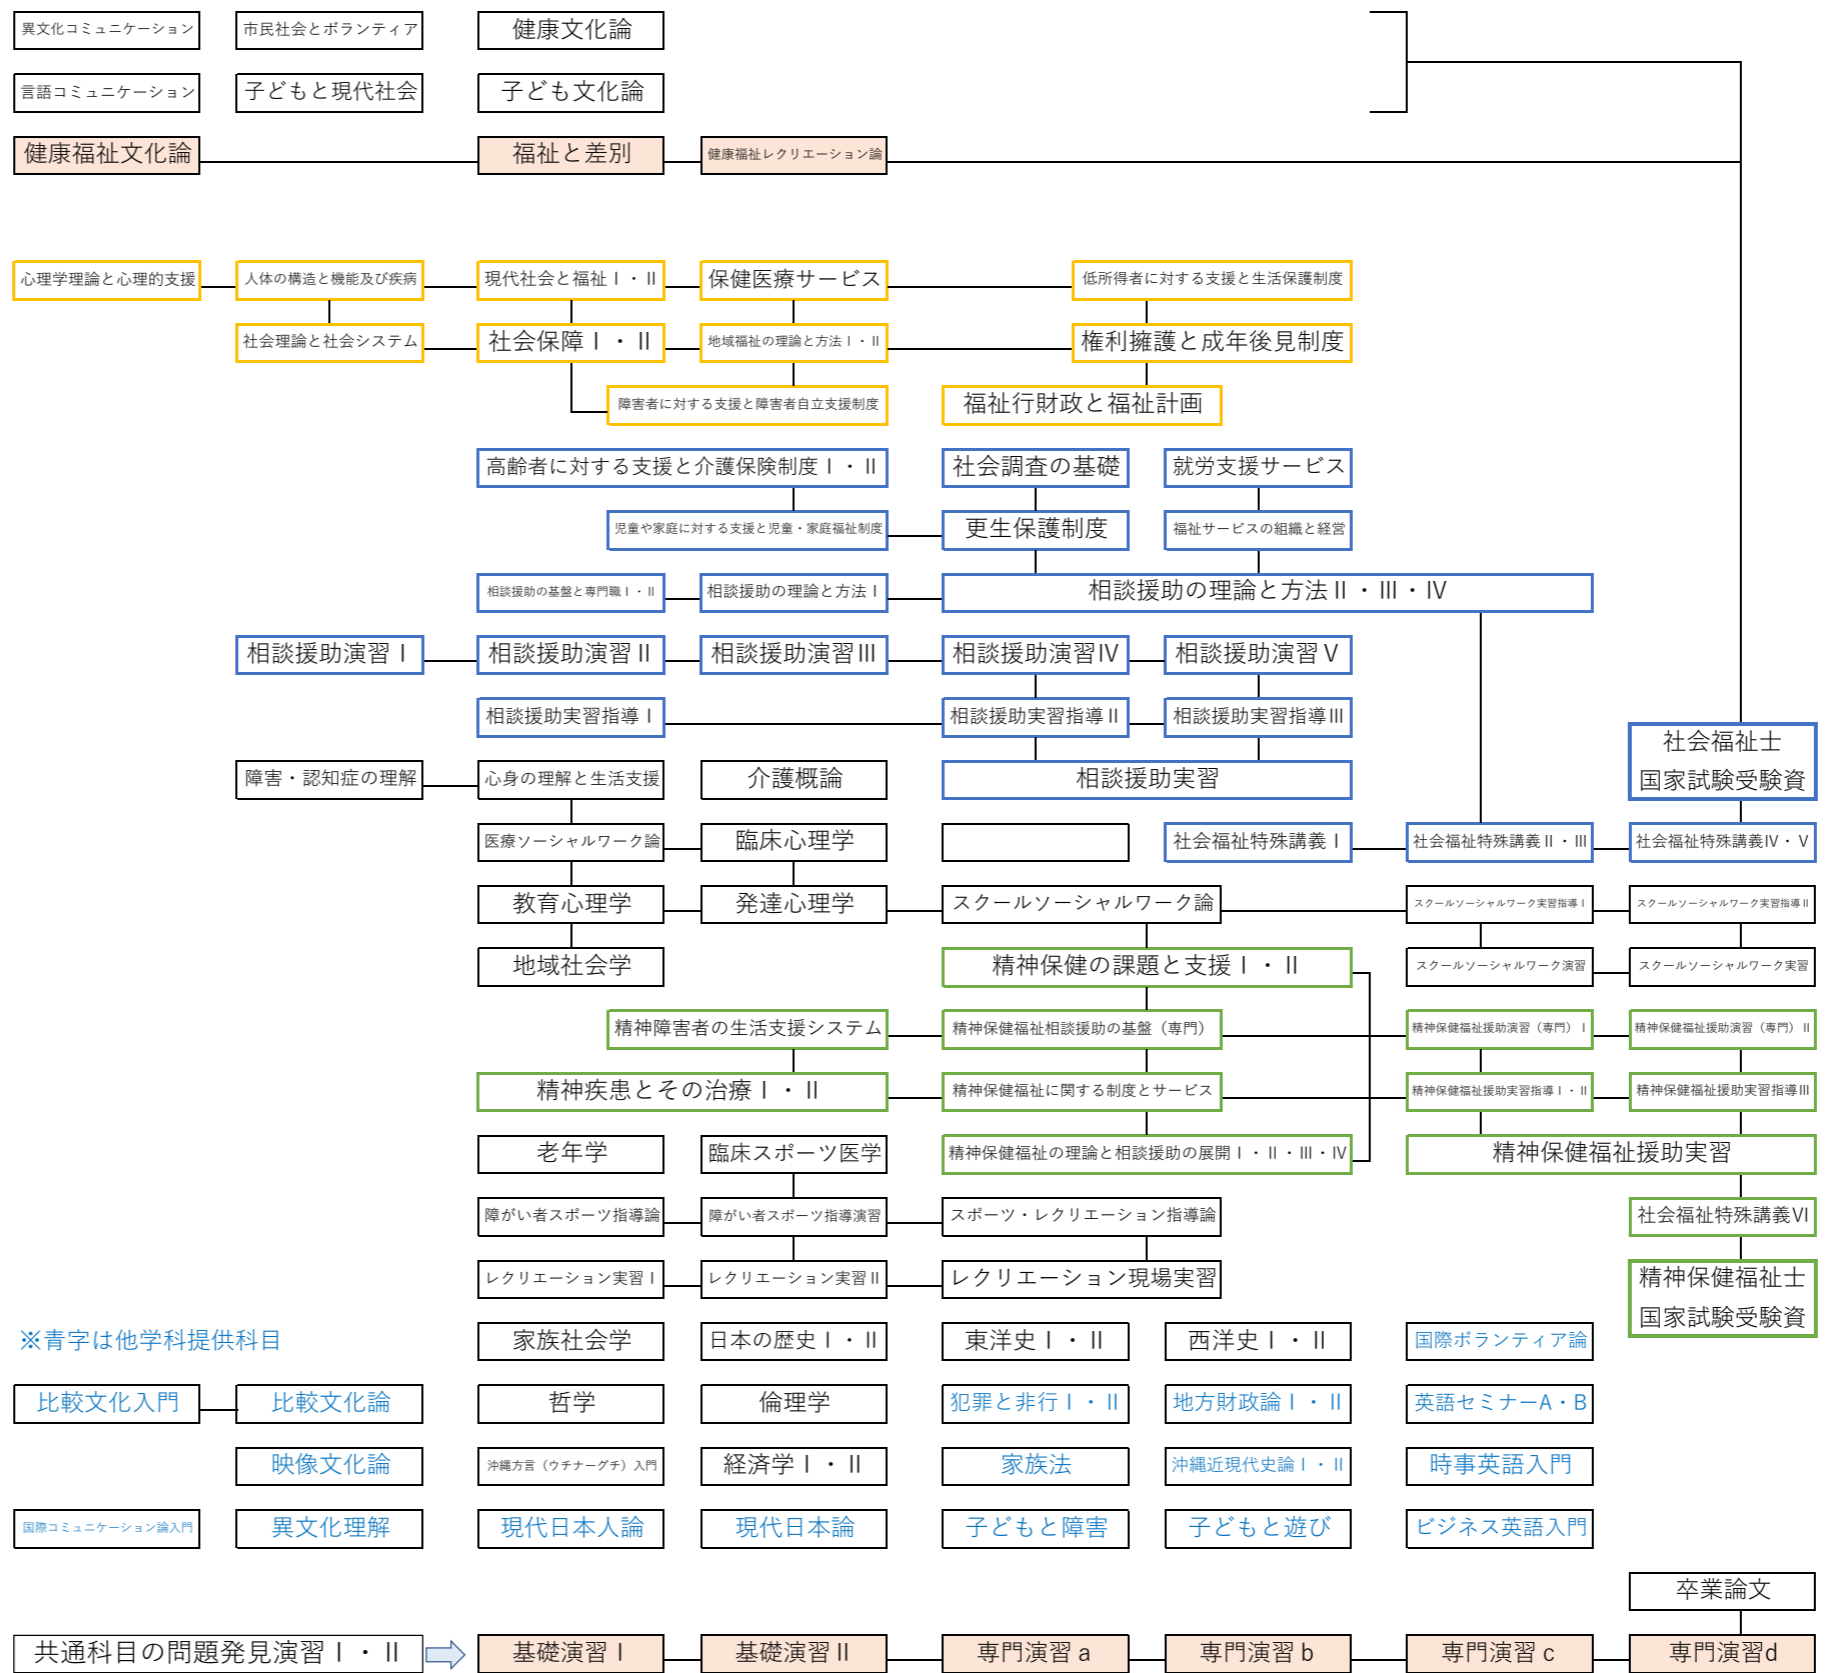 異文化コミュニケーション 市民社会とボランティア 健康文化論
言語コミュニケーション 子どもと現代社会 子ども文化論
健康福祉文化論 福祉と差別 健康福祉レクリエーション論
心理学理論と心理的支援 人体の構造と機能及び疾病 現代社会と福祉Ⅰ・Ⅱ 保健医療サービス 低所得者に対する支援と生活保護制度
社会理論と社会システム 社会保障Ⅰ・Ⅱ 地域福祉の理論と方法Ⅰ・Ⅱ 権利擁護と成年後見制度
障害者に対する支援と障害者自立支援制度 福祉行財政と福祉計画
高齢者に対する支援と介護保険制度Ⅰ・Ⅱ 社会調査の基礎 就労支援サービス
児童や家庭に対する支援と児童・家庭福祉制度 更生保護制度 福祉サービスの組織と経営
相談援助の基盤と専門職Ⅰ・Ⅱ 相談援助の理論と方法Ⅰ 相談援助の理論と方法Ⅱ・Ⅲ・Ⅳ
相談援助演習Ⅰ 相談援助演習Ⅱ 相談援助演習Ⅲ 相談援助演習Ⅳ 相談援助演習Ⅴ
相談援助実習指導Ⅰ 相談援助実習指導Ⅱ 相談援助実習指導Ⅲ
社会福祉士
国家試験受験資
障害・認知症の理解 心身の理解と生活支援 介護概論 相談援助実習
医療ソーシャルワーク論 臨床心理学 社会福祉特殊講義Ⅰ 社会福祉特殊講義Ⅱ・Ⅲ 社会福祉特殊講義Ⅳ・Ⅴ
教育心理学 発達心理学 スクールソーシャルワーク論 スクールソーシャルワーク実習指導Ⅰ スクールソーシャルワーク実習指導Ⅱ
地域社会学 精神保健の課題と支援Ⅰ・Ⅱ スクールソーシャルワーク演習 スクールソーシャルワーク実習
精神障害者の生活支援システム 精神保健福祉相談援助の基盤（専門） 精神保健福祉援助演習（専門）Ⅰ 精神保健福祉援助演習（専門）Ⅱ
精神疾患とその治療Ⅰ・Ⅱ 精神保健福祉に関する制度とサービス 精神保健福祉援助実習指導Ⅰ・Ⅱ 精神保健福祉援助実習指導Ⅲ
老年学 臨床スポーツ医学 精神保健福祉の理論と相談援助の展開Ⅰ・Ⅱ・Ⅲ・Ⅳ 精神保健福祉援助実習
障がい者スポーツ指導論 障がい者スポーツ指導演習 スポーツ・レクリエーション指導論 社会福祉特殊講義Ⅵ
レクリエーション実習Ⅰ レクリエーション実習Ⅱ レクリエーション現場実習 精神保健福祉士
国家試験受験資
※青字は他学科提供科目 家族社会学 日本の歴史Ⅰ・Ⅱ 東洋史Ⅰ・Ⅱ 西洋史Ⅰ・Ⅱ 国際ボランティア論
比較文化入門 比較文化論 哲学 倫理学 犯罪と非行Ⅰ・Ⅱ 地方財政論Ⅰ・Ⅱ 英語セミナーA・B
映像文化論 沖縄方言（ウチナーグチ）入門 経済学Ⅰ・Ⅱ 家族法 沖縄近現代史論Ⅰ・Ⅱ 時事英語入門
国際コミュニケーション論入門 異文化理解 現代日本人論 現代日本論 子どもと障害 子どもと遊び ビジネス英語入門
卒業論文
共通科目の問題発見演習Ⅰ・Ⅱ 基礎演習Ⅰ 基礎演習Ⅱ 専門演習a 専門演習b 専門演習c 専門演習d